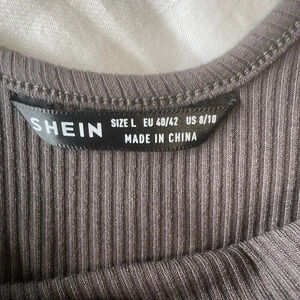 SHEIN SIZE L EU 40/42 US 8/10
MADE IN CHINA